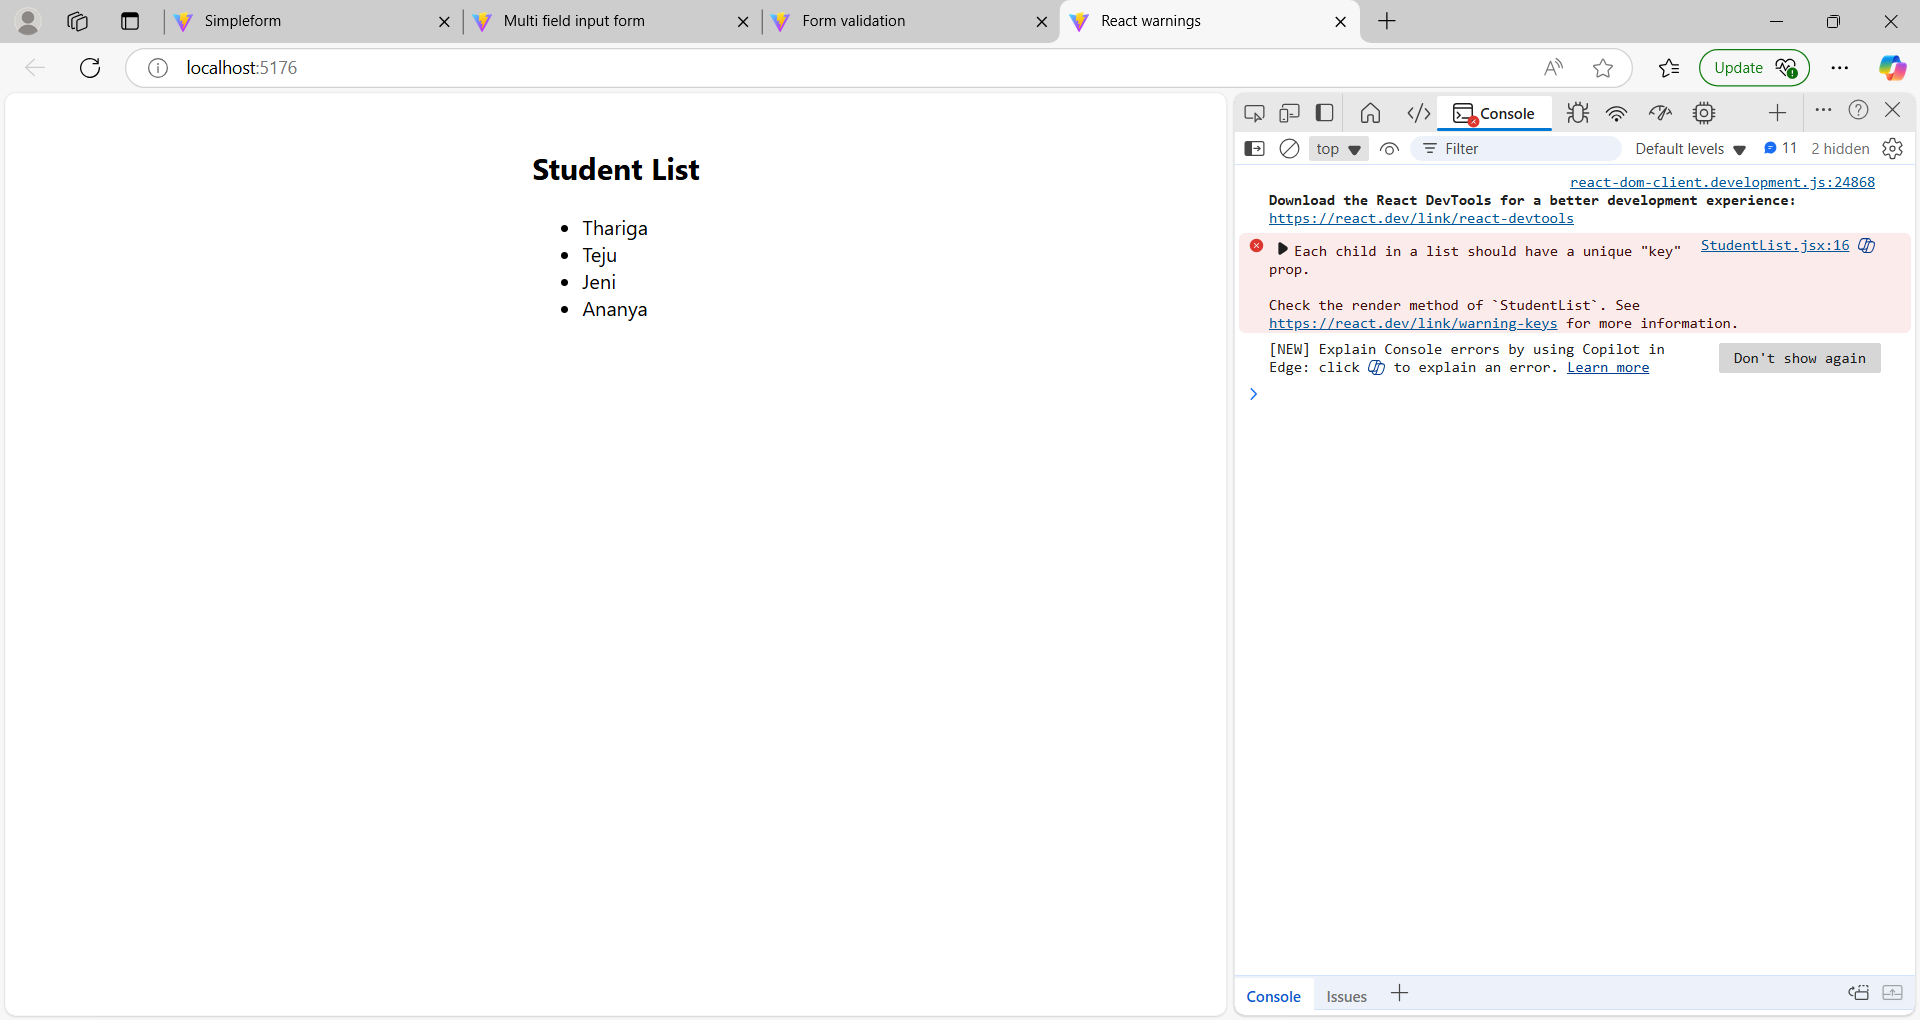 Simpleform
Multi field input form
Form validation
React warnings
localhost:5176
Update
Student List
Thariga
Teju
Jeni
Ananya
Console
top
Filter
Default levels
11
2 hidden
react-dom-client.development.js:24868
Download the React DevTools for a better development experience:
https://react.dev/link/react-devtools
Each child in a list should have a unique "key" StudentList.jsx:16
prop.
Check the render method of `StudentList`. See
https://react.dev/link/warning-keys for more information.
[NEW] Explain Console errors by using Copilot in
Edge: click to explain an error. Learn more
Don't show again
Console
Issues